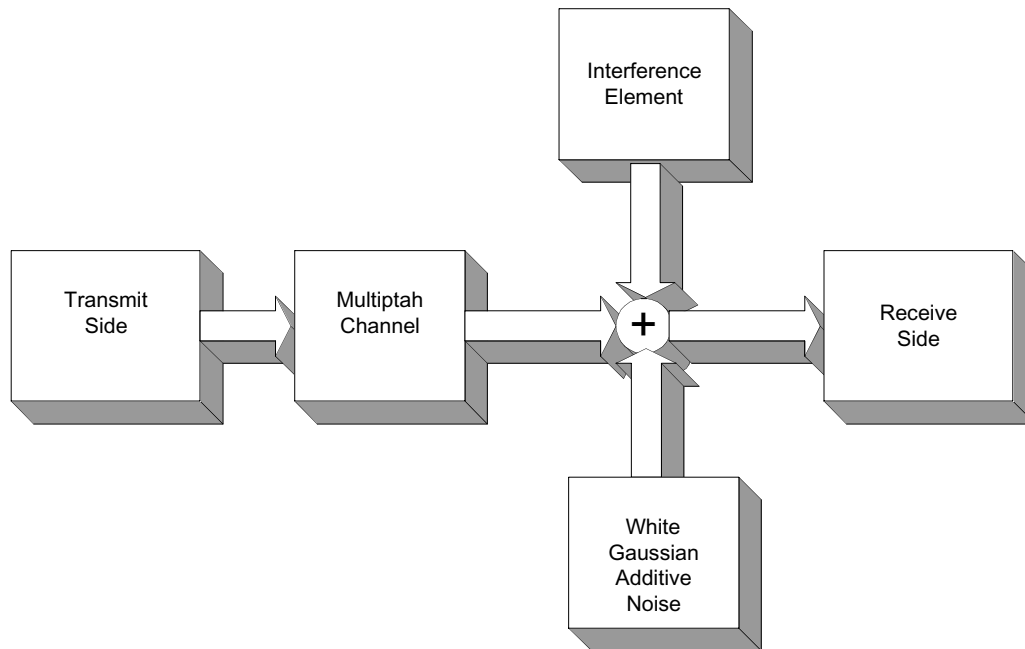 Interference
Element
Transmit
Side
Multiptah
Channel
+
Receive
Side
White
Gaussian
Additive
Noise